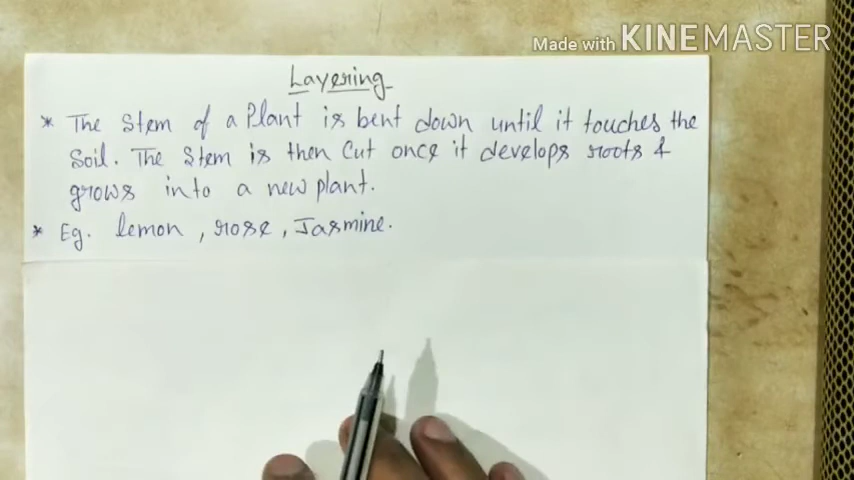 Made with KINEMASTER
Layering
* The Stem of a Plant is bent down until it touches the
Soil. The Stem is then Cut once it develops roots &
grows into a new plant.
* Eg. lemon, rose, Jasmine.